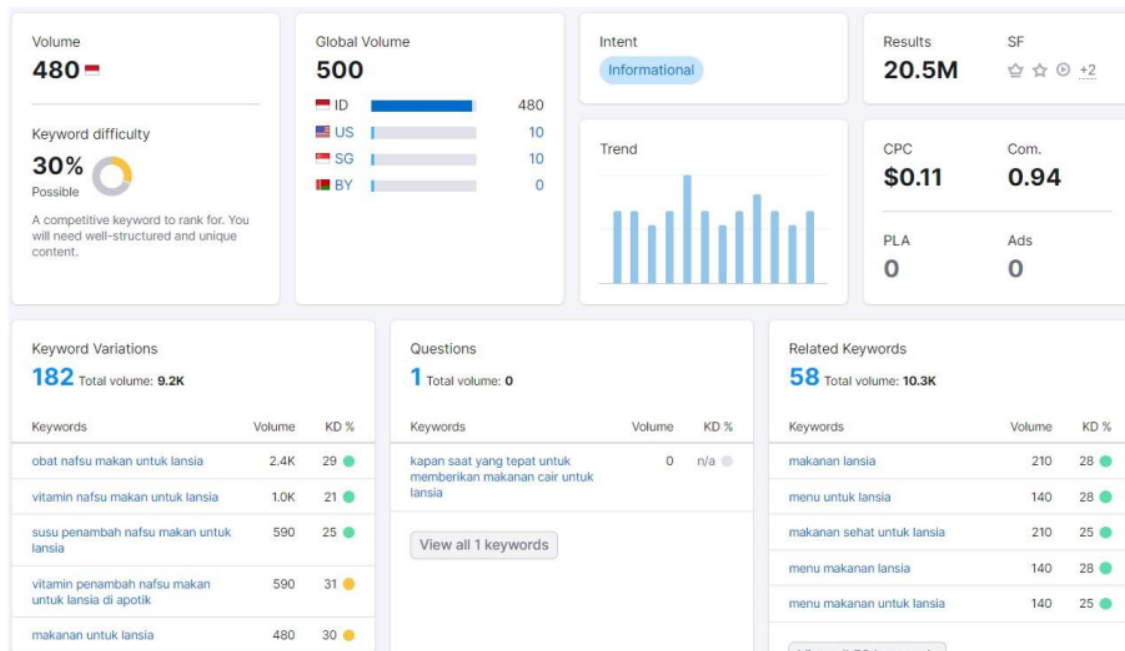 Volume
480
Keyword difficulty
30%
Possible
A competitive keyword to rank for. You
will need well-structured and unique
content.
Global Volume
500
ID 480
US 10
SG 10
BY 0
Intent
Informational
Trend
Results SF
20.5M +2
CPC Com.
$0.11 0.94
PLA Ads
0 0
Keyword Variations
182 Total volume: 9.2K
Keywords Volume KD %
obat nafsu makan untuk lansia 2.4K 29
vitamin nafsu makan untuk lansia 1.0K 21
susu penambah nafsu makan untuk 590 25
lansia
vitamin penambah nafsu makan 590 31
untuk lansia di apotik
makanan untuk lansia 480 30
Questions
1 Total volume: 0
Keywords Volume KD %
kapan saat yang tepat untuk 0 n/a
memberikan makanan cair untuk
lansia
View all 1 keywords
Related Keywords
58 Total volume: 10.3K
Keywords Volume KD %
makanan lansia 210 28
menu untuk lansia 140 28
makanan sehat untuk lansia 210 25
menu makanan lansia 140 28
menu makanan untuk lansia 140 25